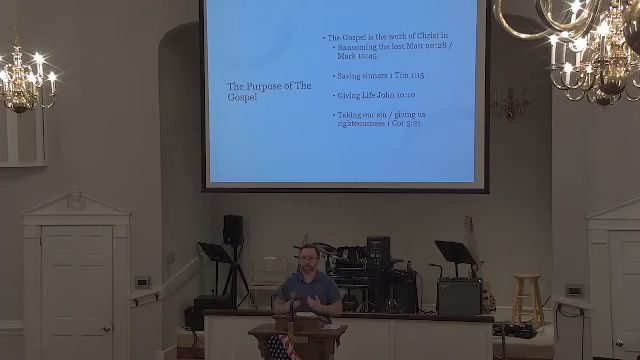 The Purpose of The
Gospel
• The Gospel is the work of Christ in
• Ransoming the lost Matt 20:28 /
Mark 10:45
• Saving sinners 1 Tim 1:15
• Giving Life John 10:10
• Taking our sin / giving us
righteousness 1 Cor 5:21